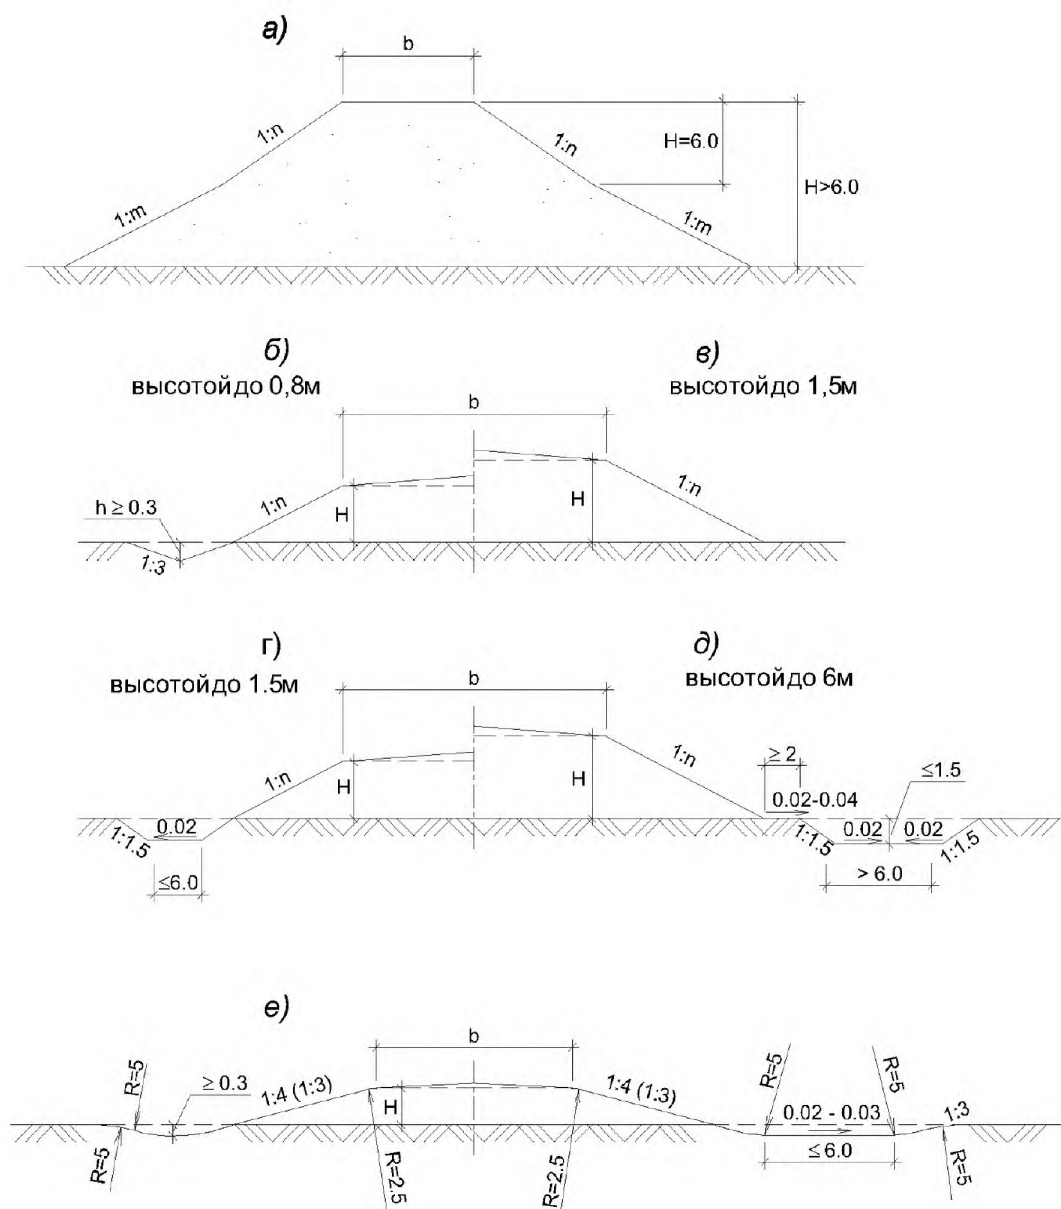 а)
b
1:n
1:n
H=6.0
H>6.0
1:m
1:m
б)
в)
высотойдо 0,8м
высотойдо 1,5м
b
h ≥ 0.3
1:n
H
H
1:n
1:3
г)
д)
высотойдо 1.5м
высотойдо 6м
b
1:n
H
H
1:n
≥ 2
≤1.5
0.02-0.04
0.02
1:1.5
1:1.5
0.02
0.02
1:1.5
≤6.0
> 6.0
е)
b
R=5
≥ 0.3
1:4 (1:3)
H
1:4 (1:3)
R=5
R=5
0.02 - 0.03
1:3
R=5
R=2.5
R=2.5
≤ 6.0
R=5